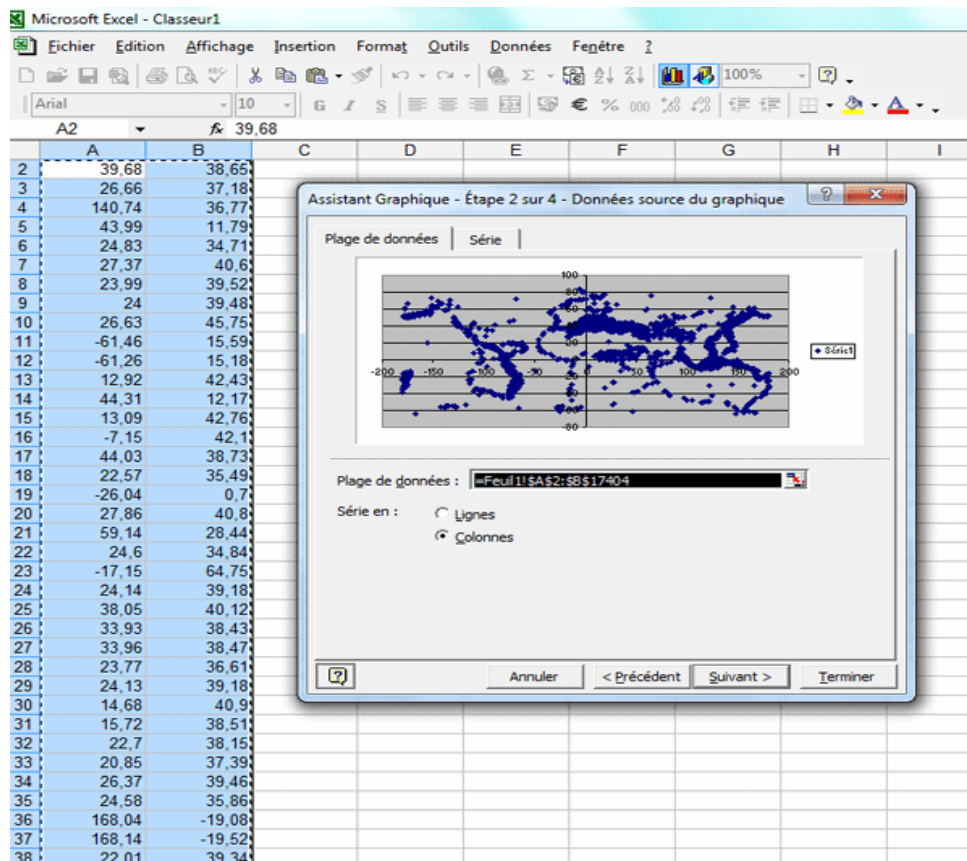 Microsoft Excel - Classeur1
Fichier Edition Affichage Insertion Format Outils Données Fenêtre ?
100%
Arial 10 G I S € % 000
A2 fx 39,68
A B C D E F G H I
2 39,68 38,65
3 26,66 37,18
4 140,74 36,77
5 43,99 11,79
6 24,83 34,71
7 27,37 40,6
8 23,99 39,52
9 24 39,48
10 26,63 45,75
11 -61,46 15,59
12 -61,26 15,18
13 12,92 42,43
14 44,31 12,17
15 13,09 42,76
16 -7,15 42,1
17 44,03 38,73
18 22,57 35,49
19 -26,04 0,7
20 27,86 40,8
21 59,14 28,44
22 24,6 34,84
23 -17,15 64,75
24 24,14 39,18
25 38,05 40,12
26 33,93 38,43
27 33,96 38,47
28 23,77 36,61
29 24,13 39,18
30 14,68 40,9
31 15,72 38,51
32 22,7 38,15
33 20,85 37,39
34 26,37 39,46
35 24,58 35,86
36 168,04 -19,08
37 168,14 -19,52
38 22,01 39,34
Assistant Graphique - Étape 2 sur 4 - Données source du graphique
Plage de données Série
100
80
-200 -150 -100 -50 0 50 100 150 200
-80
Série1
Plage de données : =Feuil1!$A$2:$B$17404
Série en : Lignes
Colonnes
Annuler < Précédent Suivant > Terminer